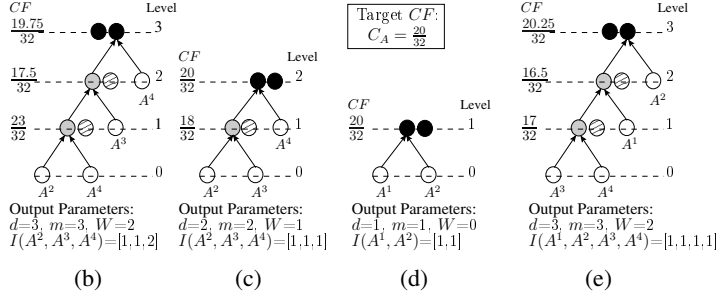 CF
Level
19.75/32
3
17.5/32
2
A^4
23/32
1
A^3
0
A^2
A^4
Output Parameters:
d=3, m=3, W=2
I(A^2, A^3, A^4)=[1,1,2]
(b)
CF
Level
20/32
2
18/32
1
A^4
0
A^2
A^3
Output Parameters:
d=2, m=2, W=1
I(A^2, A^3, A^4)=[1,1,1]
(c)
Target CF:
C_A = 20/32
CF
Level
20/32
1
0
A^1
A^2
Output Parameters:
d=1, m=1, W=0
I(A^1, A^2)=[1,1]
(d)
CF
Level
20.25/32
3
16.5/32
2
A^2
17/32
1
A^1
0
A^3
A^4
Output Parameters:
d=3, m=3, W=2
I(A^1, A^2, A^3, A^4)=[1,1,1,1]
(e)